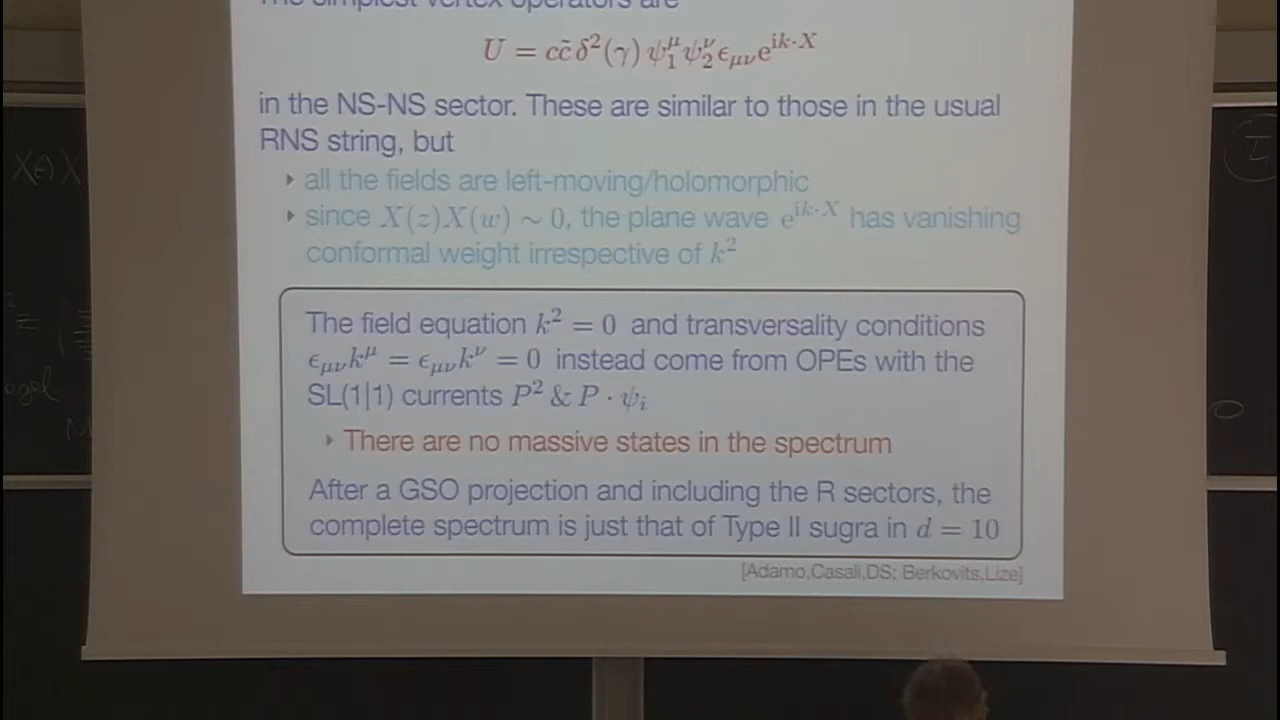 The simplest vertex operators are
U = cc̃ δ²(γ) ψ₁^μ ψ₂^ν ϵ_μν e^{ik·X}
in the NS-NS sector. These are similar to those in the usual
RNS string, but
‣ all the fields are left-moving/holomorphic
‣ since X(z)X(w) ∼ 0, the plane wave e^{ik·X} has vanishing
conformal weight irrespective of k²
The field equation k² = 0 and transversality conditions
ϵ_μν k^μ = ϵ_μν k^ν = 0 instead come from OPEs with the
SL(1|1) currents P² & P · ψ_i
‣ There are no massive states in the spectrum
After a GSO projection and including the R sectors, the
complete spectrum is just that of Type II sugra in d = 10
[Adamo,Casali,DS; Berkovits,Lize]